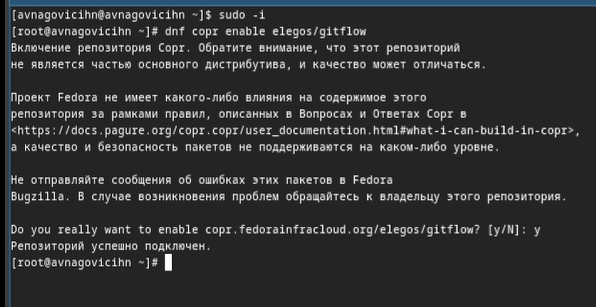 [avnagovicihn@avnagovicihn ~]$ sudo -i
[root@avnagovicihn ~]# dnf copr enable elegos/gitflow
Включение репозитория Copr. Обратите внимание, что этот репозиторий
не является частью основного дистрибутива, и качество может отличаться.
Проект Fedora не имеет какого-либо влияния на содержимое этого
репозитория за рамками правил, описанных в Вопросах и Ответах Copr в
<https://docs.pagure.org/copr.copr/user_documentation.html#what-i-can-build-in-copr>,
а качество и безопасность пакетов не поддерживаются на каком-либо уровне.
Не отправляйте сообщения об ошибках этих пакетов в Fedora
Bugzilla. В случае возникновения проблем обращайтесь к владельцу этого репозитория.
Do you really want to enable copr.fedorainfracloud.org/elegos/gitflow? [y/N]: y
Репозиторий успешно подключен.
[root@avnagovicihn ~]#